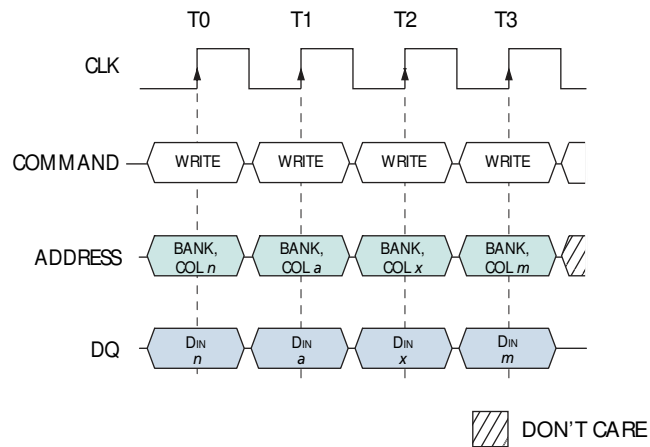 T0 T1 T2 T3
CLK
COMMAND WRITE WRITE WRITE WRITE
BANK, BANK, BANK, BANK,
ADDRESS
COL n COL a COL x COL m
DIN DIN DIN DIN
DQ
n a x m
DON'T CARE